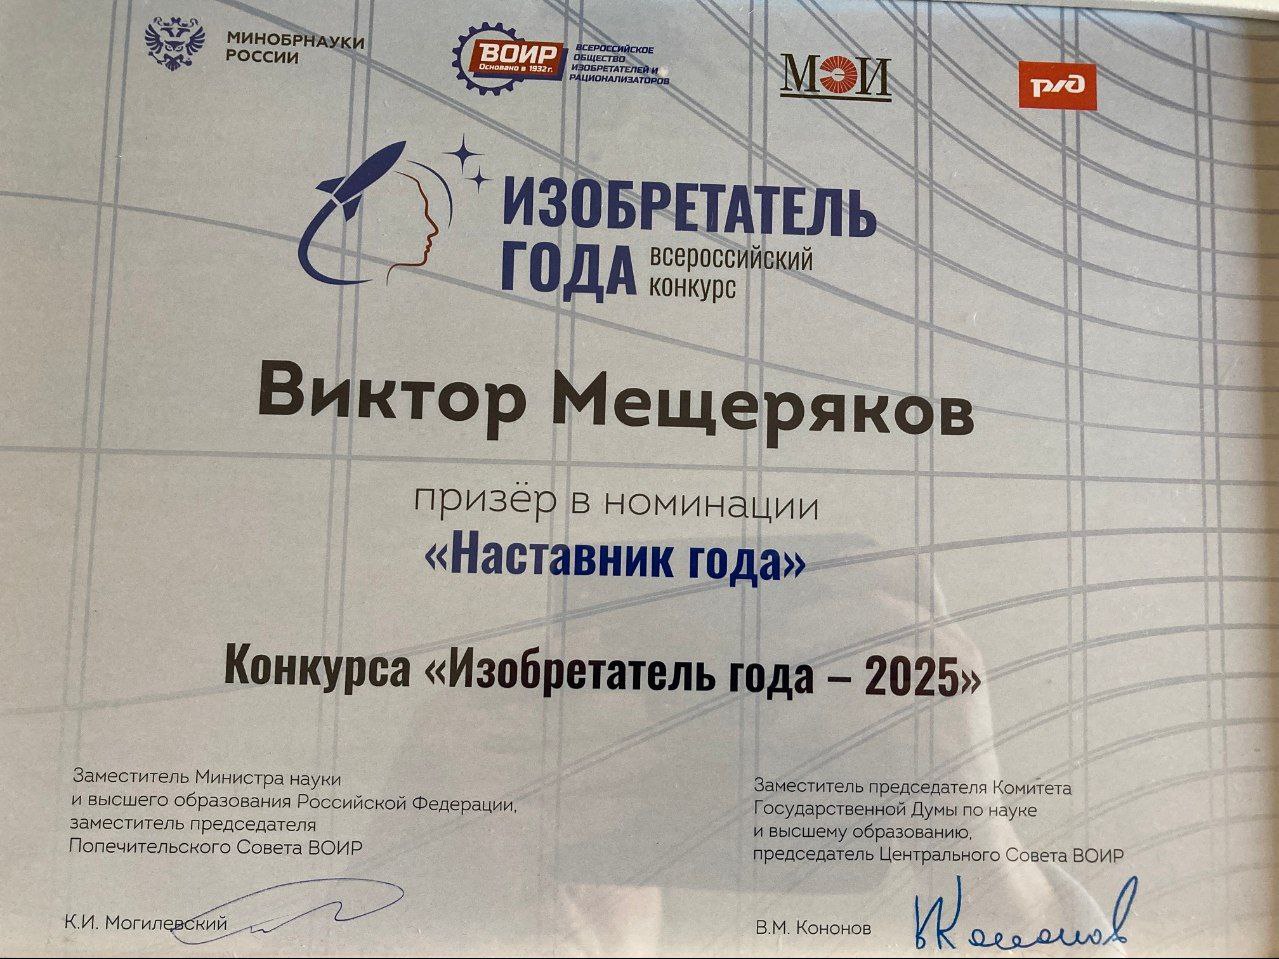 МИНОБРНАУКИ
РОССИИ
ВОИР
Основано в 1932 г.
ВСЕРОССИЙСКОЕ
ОБЩЕСТВО
ИЗОБРЕТАТЕЛЕЙ И
РАЦИОНАЛИЗАТОРОВ
МЭИ
ржд
ИЗОБРЕТАТЕЛЬ
ГОДА
всероссийский
конкурс
Виктор Мещеряков
призёр в номинации
«Наставник года»
Конкурса «Изобретатель года – 2025»
Заместитель Министра науки
и высшего образования Российской Федерации,
заместитель председателя
Попечительского Совета ВОИР
К.И. Могилевский
Заместитель председателя Комитета
Государственной Думы по науке
и высшему образованию,
председатель Центрального Совета ВОИР
В.М. Кононов